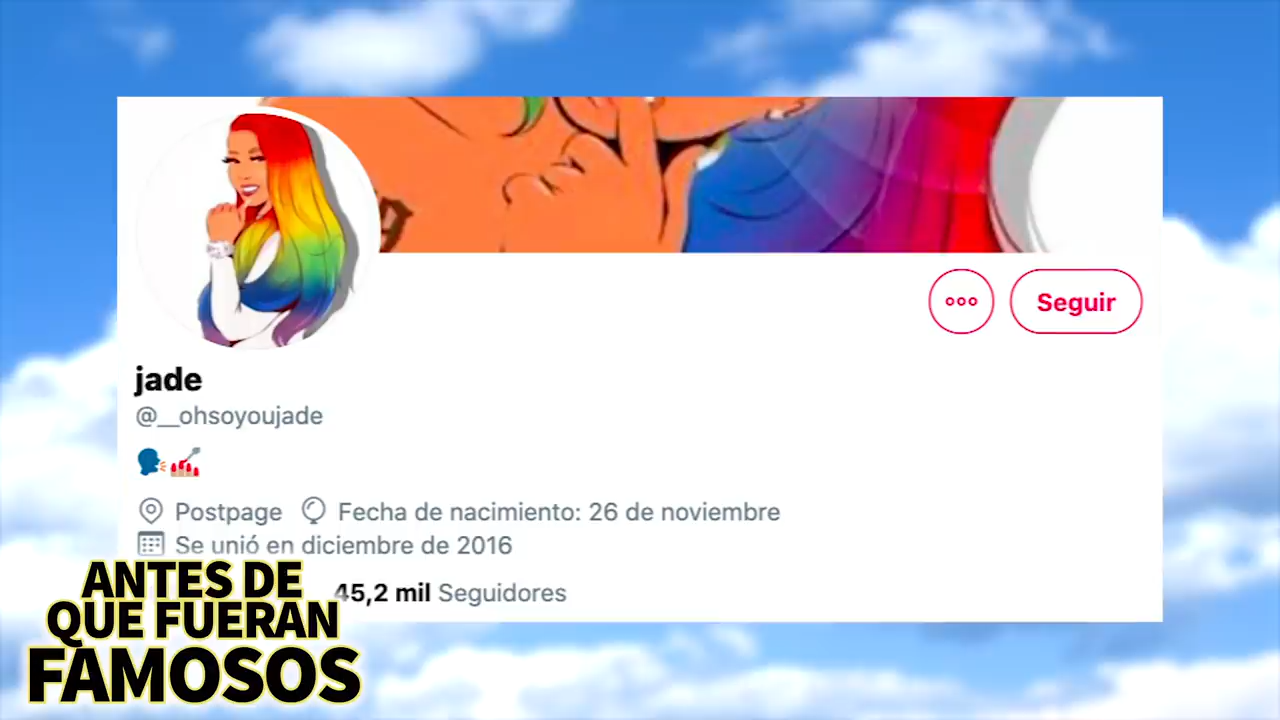 jade
@__ohsoyoujade
Postpage Fecha de nacimiento: 26 de noviembre
Se unió en diciembre de 2016
45,2 mil Seguidores
Seguir
ANTES DE
QUE FUERAN
FAMOSOS